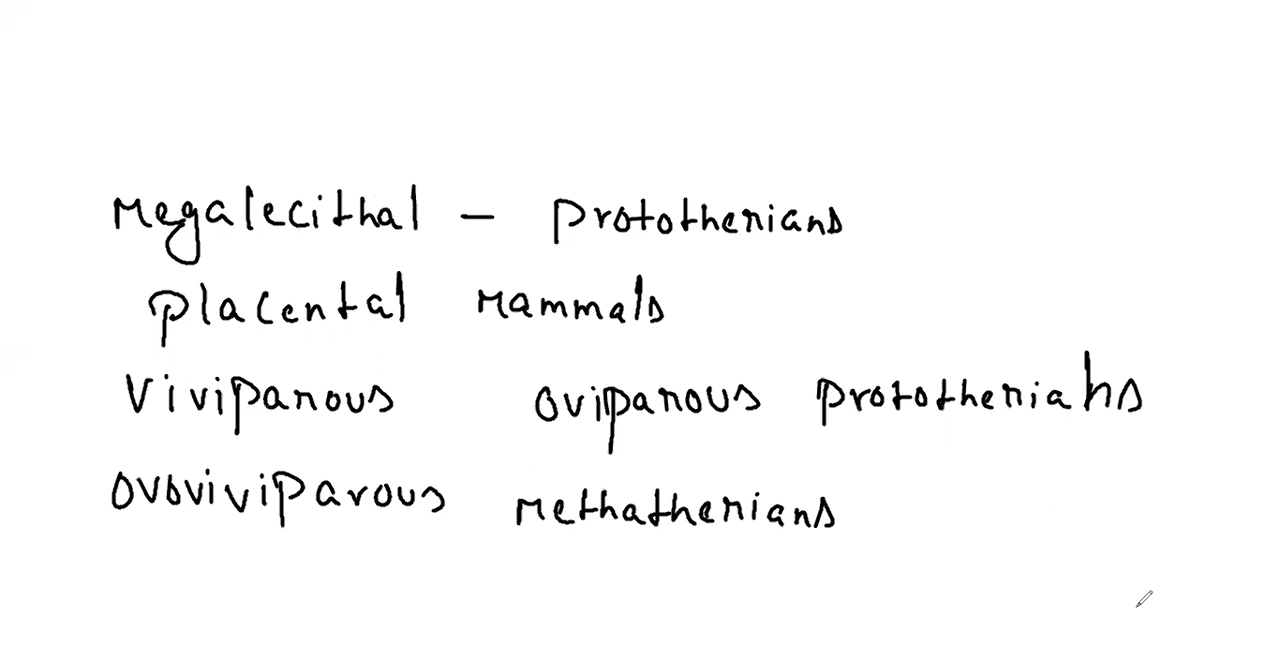 Megalecithal - Prototherians
Placental Mammals
Viviparous oviparous prototherians
ovoviviparous Methatherians